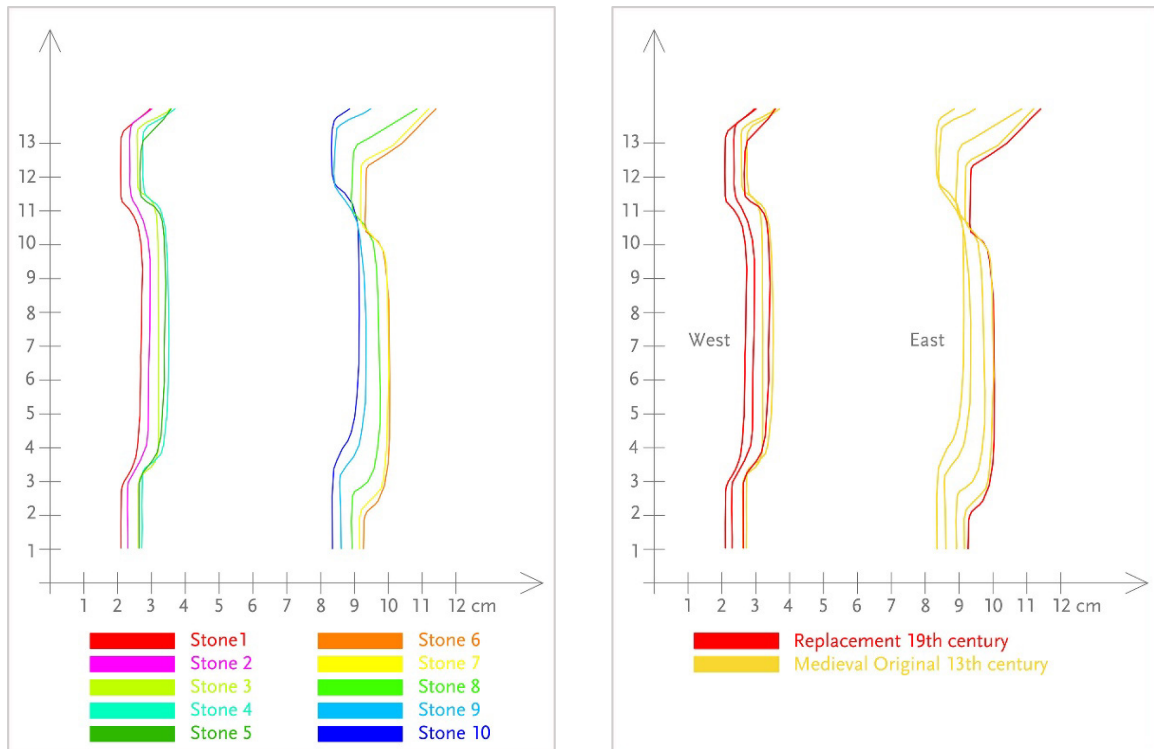 13
12
11
10
9
8
7
6
5
4
3
2
1
1 2 3 4 5 6 7 8 9 10 11 12 cm
Stone1
Stone 2
Stone 3
Stone 4
Stone 5
Stone 6
Stone 7
Stone 8
Stone 9
Stone 10
13
12
11
10
9
8
7
6
5
4
3
2
1
West
East
1 2 3 4 5 6 7 8 9 10 11 12 cm
Replacement 19th century
Medieval Original 13th century